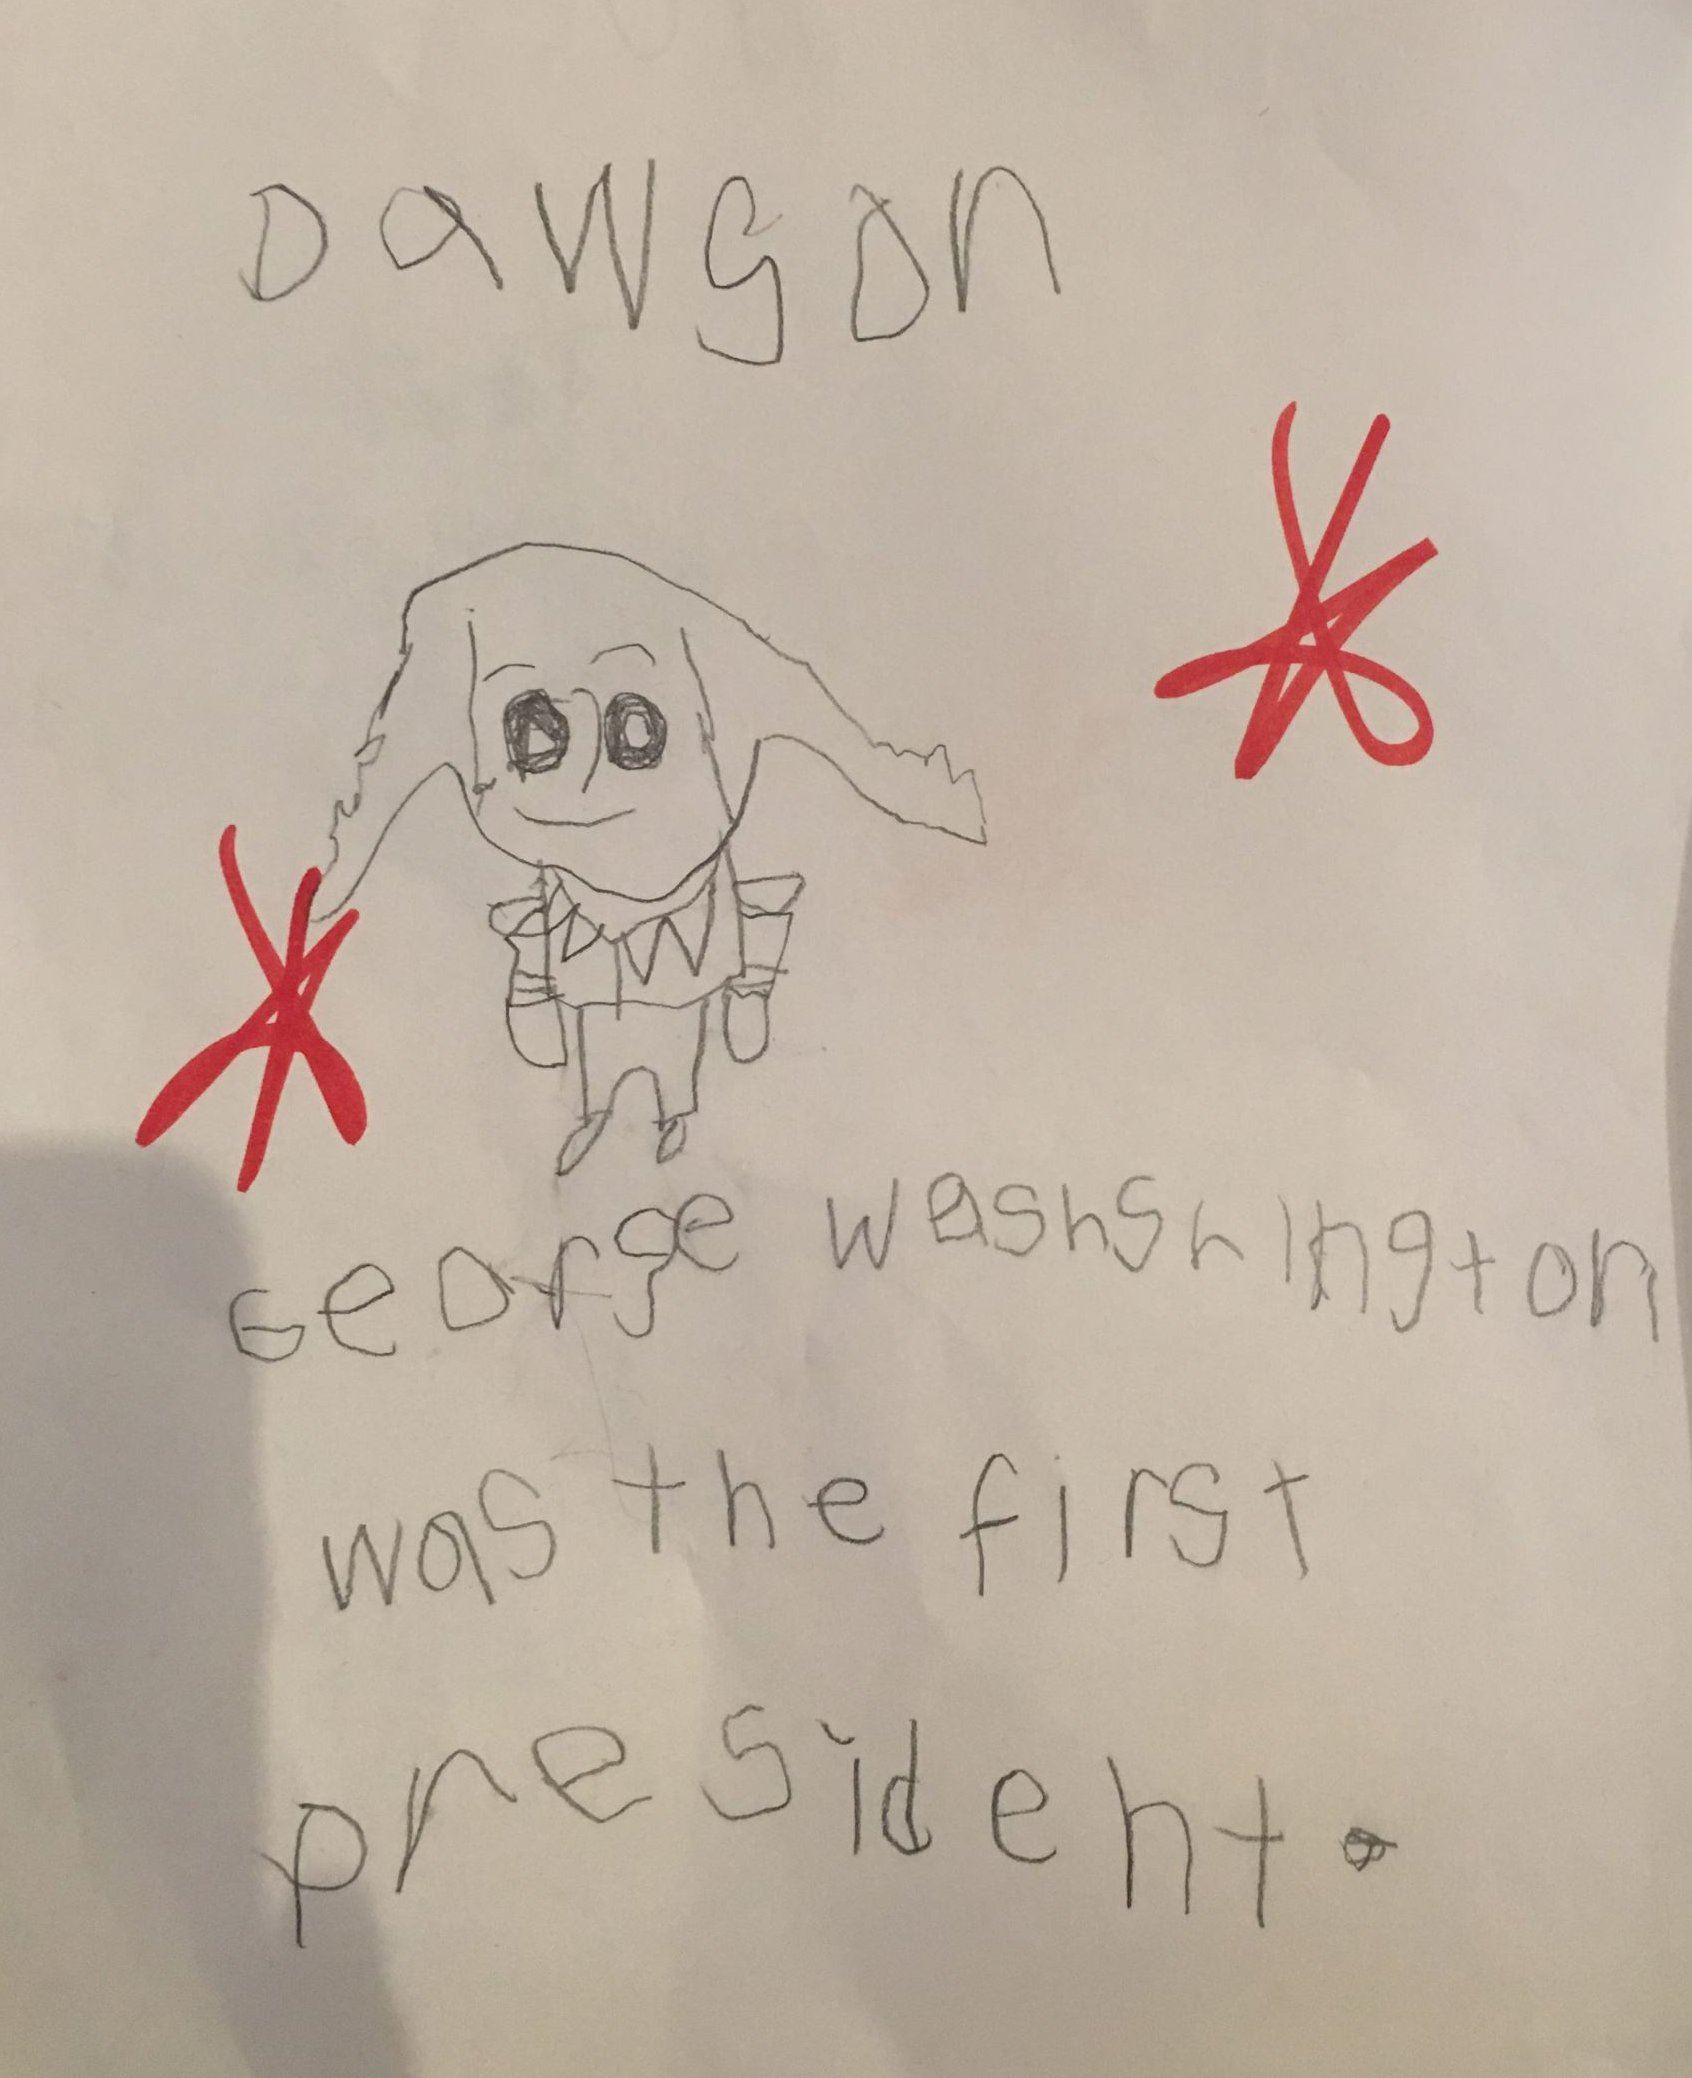 Dawson
George washshington
was the first
president.